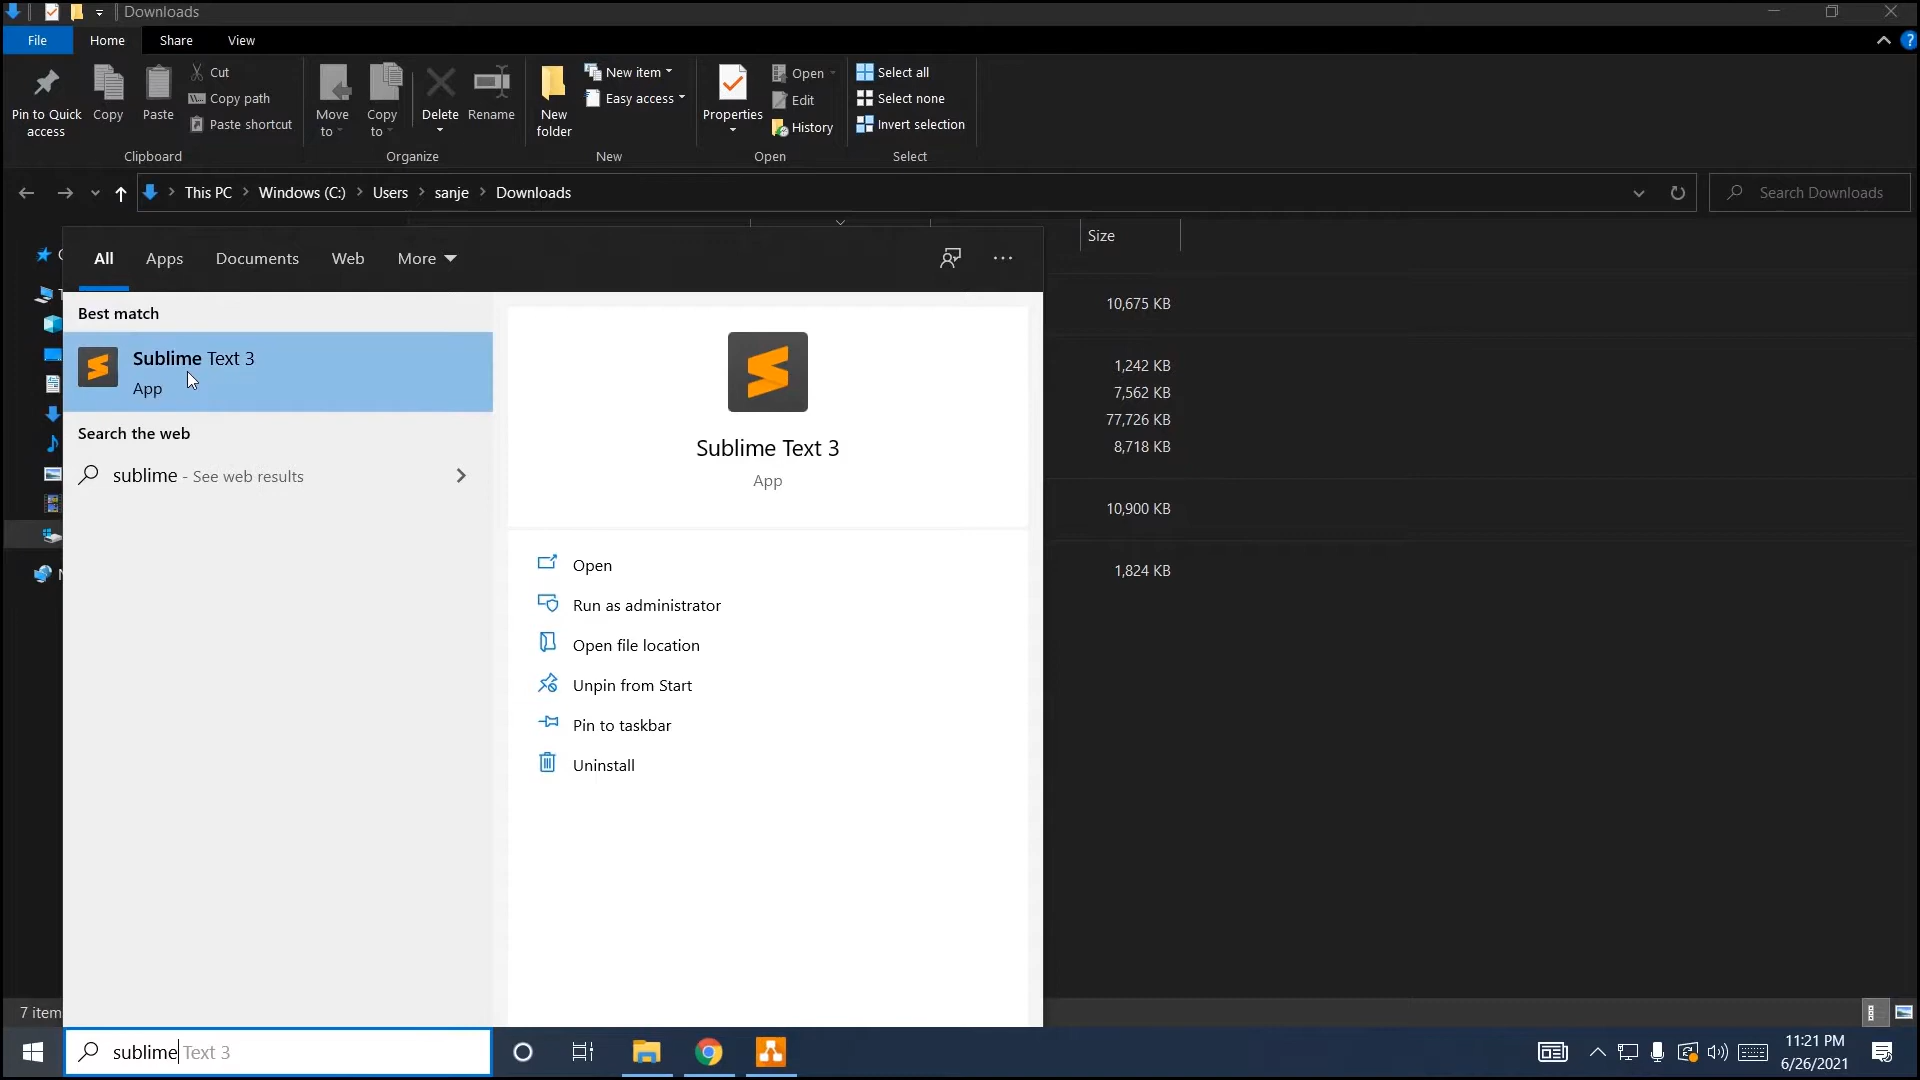 Downloads
File Home Share View
Pin to Quick access
Copy
Paste
Cut
Copy path
Paste shortcut
Clipboard
Move to
Copy to
Delete
Rename
Organize
New folder
New item
Easy access
New
Properties
Open
Edit
History
Open
Select all
Select none
Invert selection
Select
This PC Windows (C:) Users sanje Downloads
Search Downloads
Size
10,675 KB
1,242 KB
7,562 KB
77,726 KB
8,718 KB
10,900 KB
1,824 KB
All Apps Documents Web More
Best match
Sublime Text 3
App
Search the web
sublime - See web results
Sublime Text 3
App
Open
Run as administrator
Open file location
Unpin from Start
Pin to taskbar
Uninstall
7 item
sublime Text 3
11:21 PM
6/26/2021